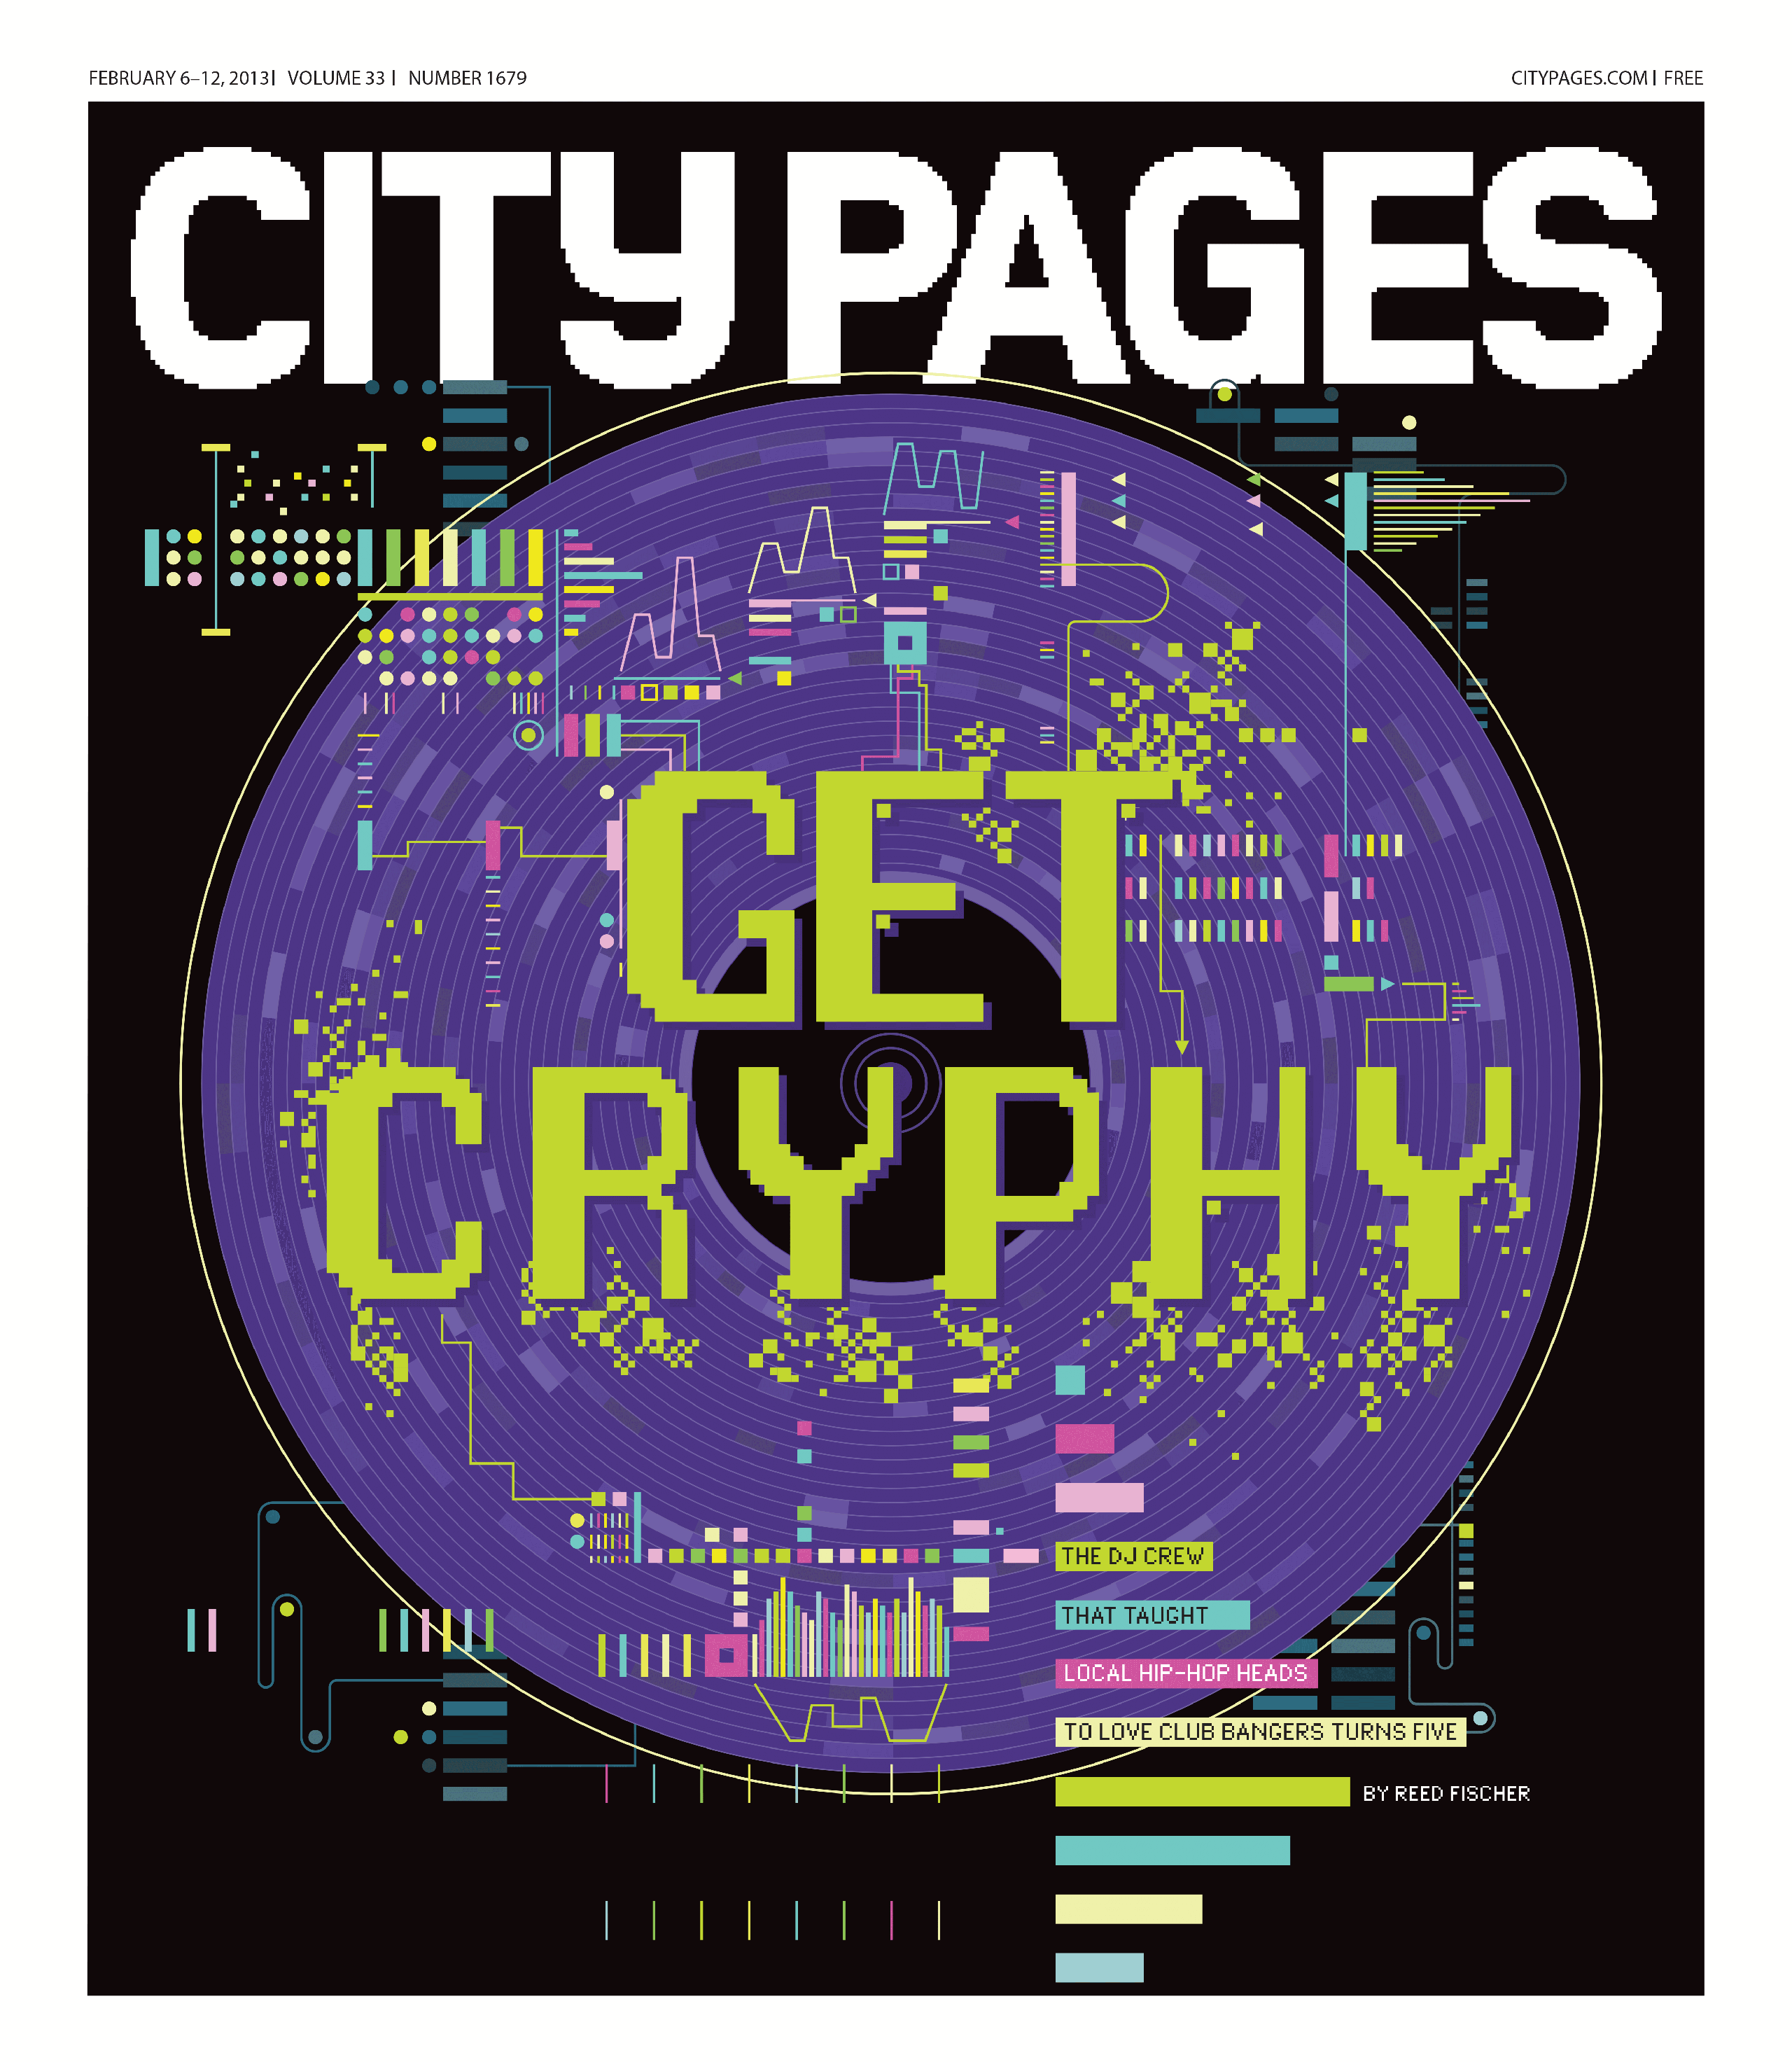 FEBRUARY 6–12, 2013| VOLUME 33 | NUMBER 1679
CITYPAGES.COM | FREE
CITY PAGES
GET
CRYPHY
THE DJ CREW
THAT TAUGHT
LOCAL HIP-HOP HEADS
TO LOVE CLUB BANGERS TURNS FIVE
BY REED FISCHER